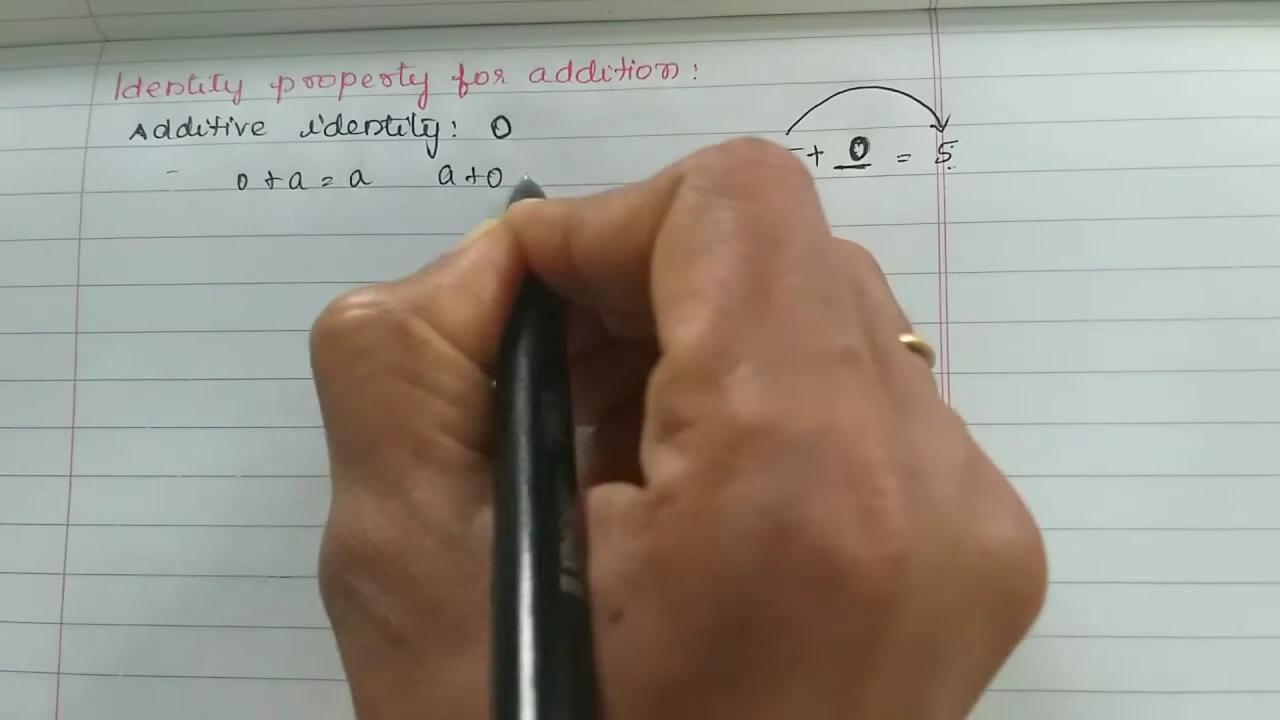 Identity property for addition:
Additive identity: 0
+ 0 = 5
0 + a = a a + 0